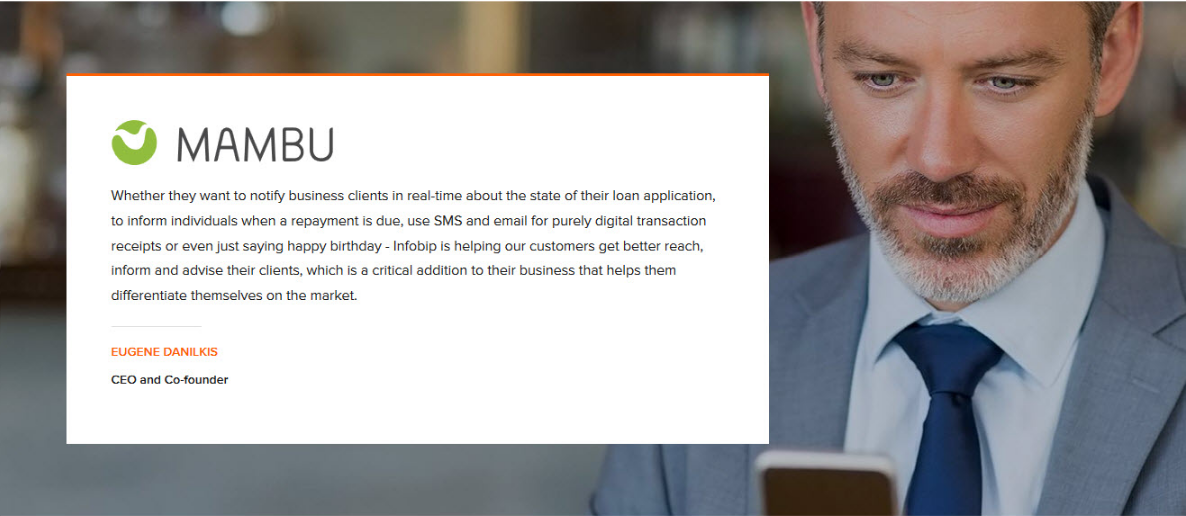 MAMBU
Whether they want to notify business clients in real-time about the state of their loan application,
to inform individuals when a repayment is due, use SMS and email for purely digital transaction
receipts or even just saying happy birthday - Infobip is helping our customers get better reach,
inform and advise their clients, which is a critical addition to their business that helps them
differentiate themselves on the market.
EUGENE DANILKIS
CEO and Co-founder